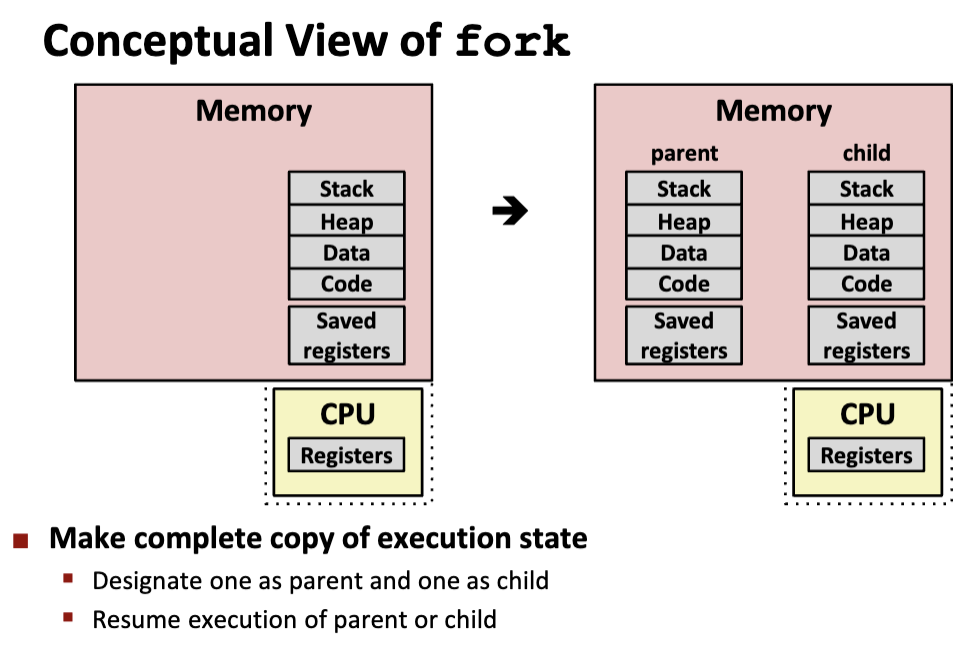 Conceptual View of fork
Memory
Stack
Heap
Data
Code
Saved
registers
CPU
Registers
➔
Memory
parent
child
Stack
Stack
Heap
Heap
Data
Data
Code
Code
Saved
registers
Saved
registers
CPU
Registers
Make complete copy of execution state
Designate one as parent and one as child
Resume execution of parent or child